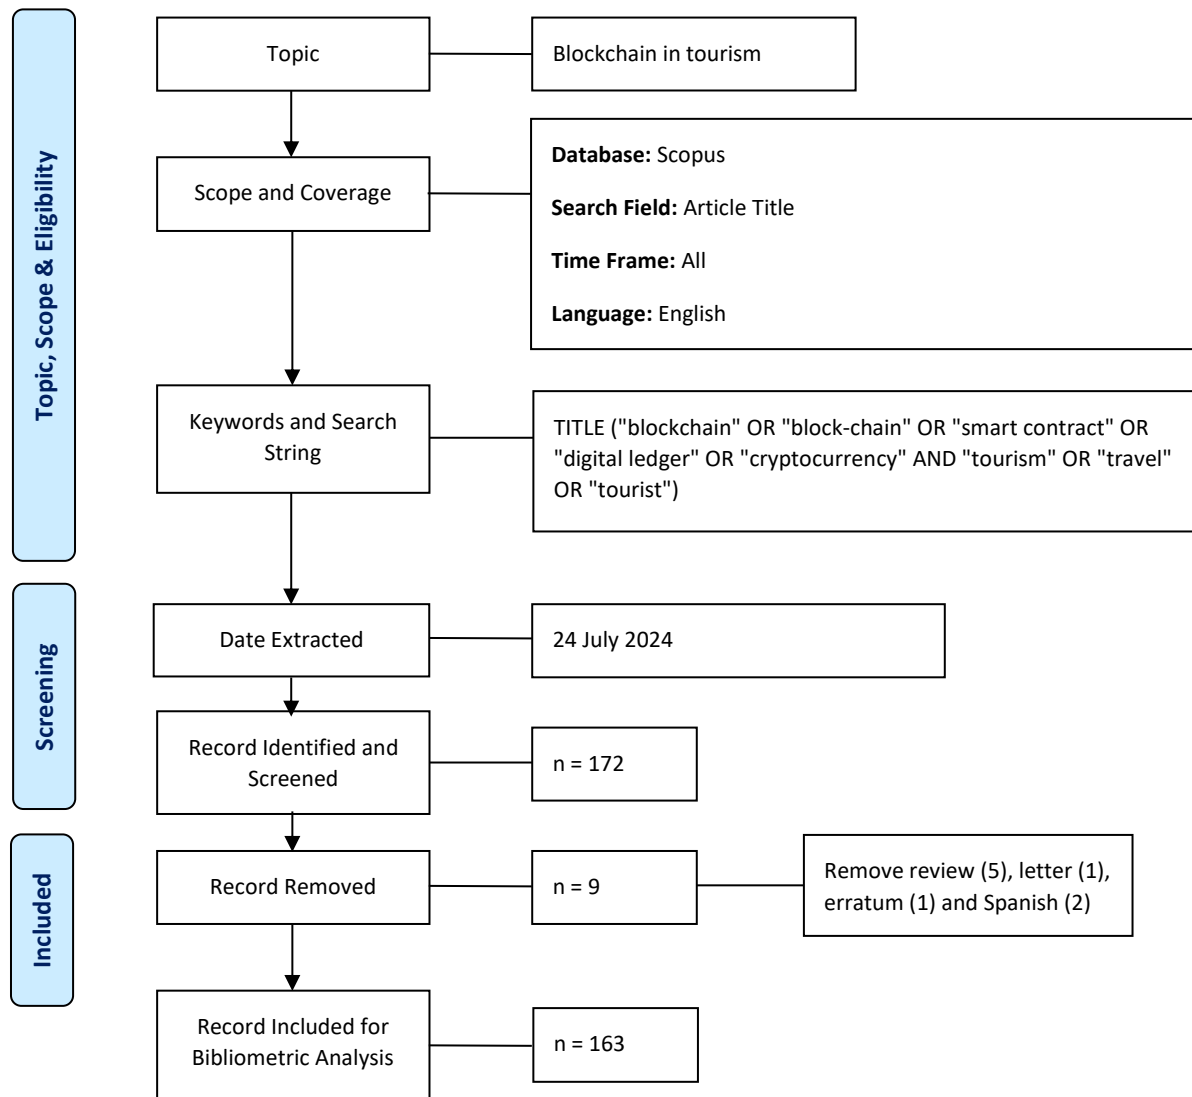 Topic, Scope & Eligibility
Topic
Blockchain in tourism
Scope and Coverage
Database: Scopus
Search Field: Article Title
Time Frame: All
Language: English
Keywords and Search
String
TITLE ("blockchain" OR "block-chain" OR "smart contract" OR
"digital ledger" OR "cryptocurrency" AND "tourism" OR "travel"
OR "tourist")
Screening
Date Extracted
24 July 2024
Record Identified and
Screened
n = 172
Included
Record Removed
n = 9
Remove review (5), letter (1),
erratum (1) and Spanish (2)
Record Included for
Bibliometric Analysis
n = 163